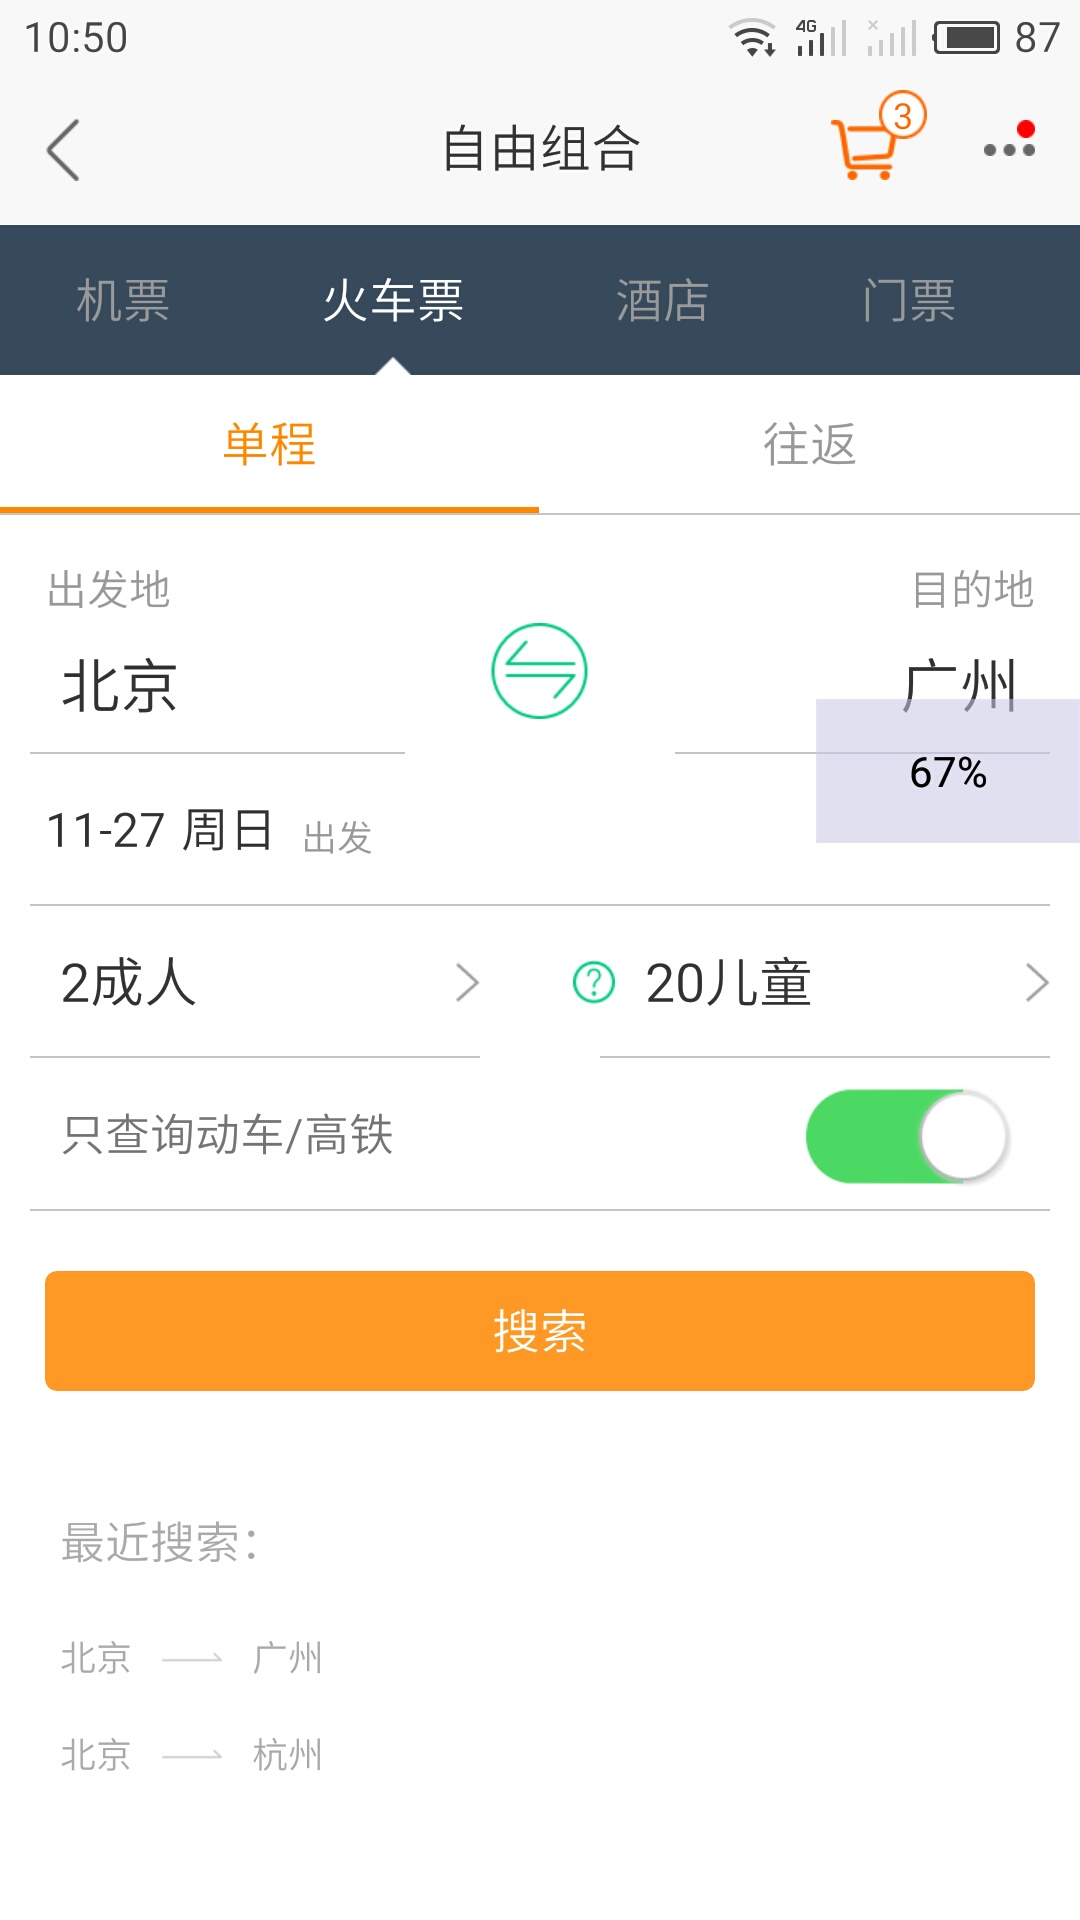 10:50 4G 87
自由组合 3
机票 火车票 酒店 门票
单程 往返
出发地 目的地
北京 广州
67%
11-27 周日 出发
2成人 ? 20儿童
只查询动车/高铁
搜索
最近搜索：
北京 广州
北京 杭州